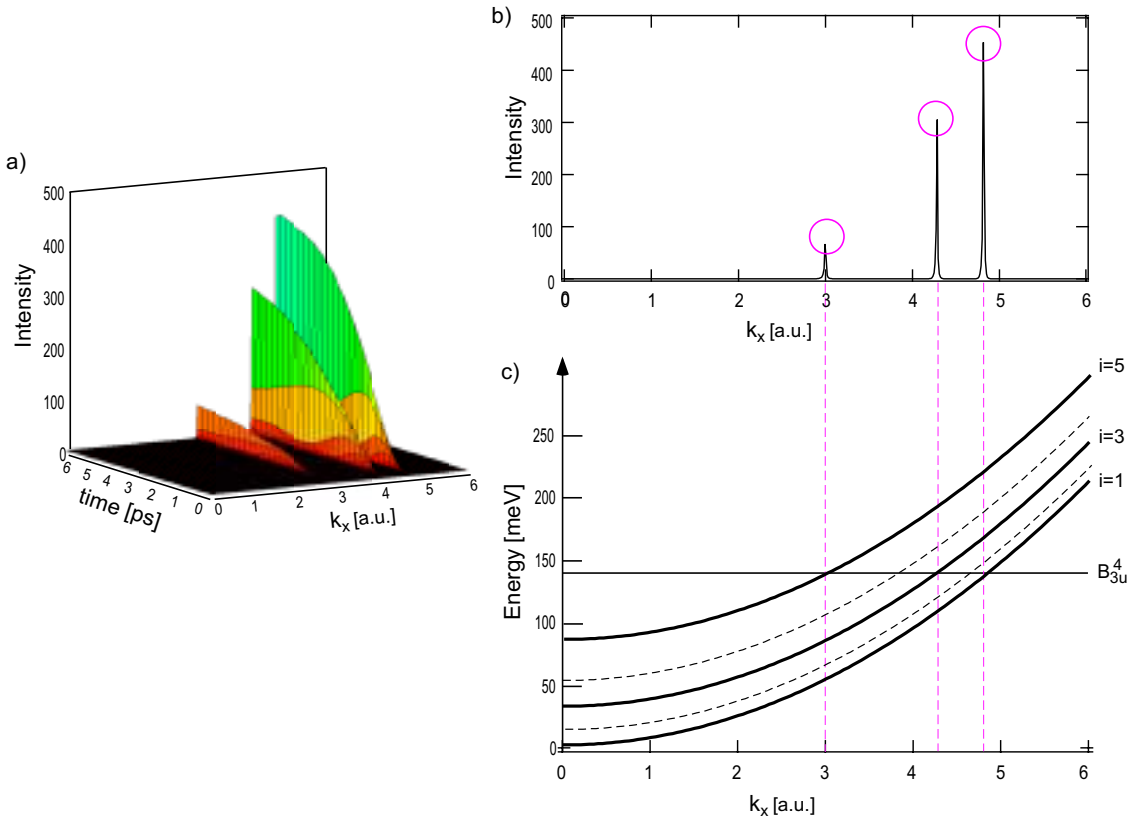 a)
Intensity
500
400
300
200
100
0
6 5 4 3 2 1 0
time [ps]
0 1 2 3 4 5 6
kx [a.u.]
b)
Intensity
500
400
300
200
100
0
0 0 1 2 3 4 5 6
kx [a.u.]
c)
Energy [meV]
250
200
150
100
50
0
i=5
i=3
i=1
B3u4
0 1 2 3 4 5 6
kx [a.u.]